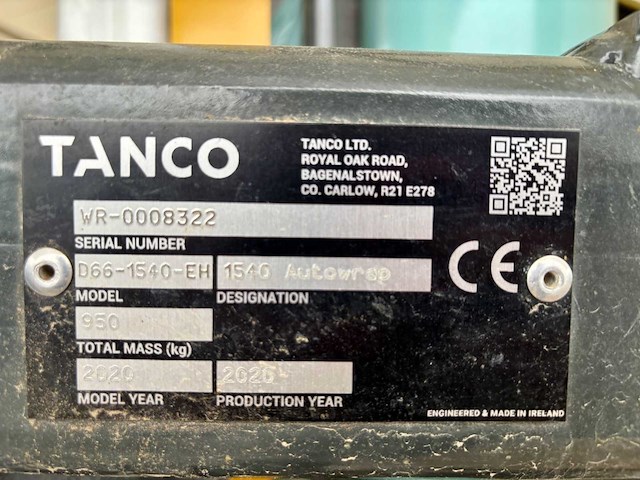 TANCO
TANCO LTD.
ROYAL OAK ROAD,
BAGENALSTOWN,
CO. CARLOW, R21 E278
WR-0008322
SERIAL NUMBER
D66-1540-EH 1540 Autowrap
MODEL DESIGNATION
CE
950
TOTAL MASS (kg)
2020 2020
MODEL YEAR PRODUCTION YEAR
ENGINEERED & MADE IN IRELAND